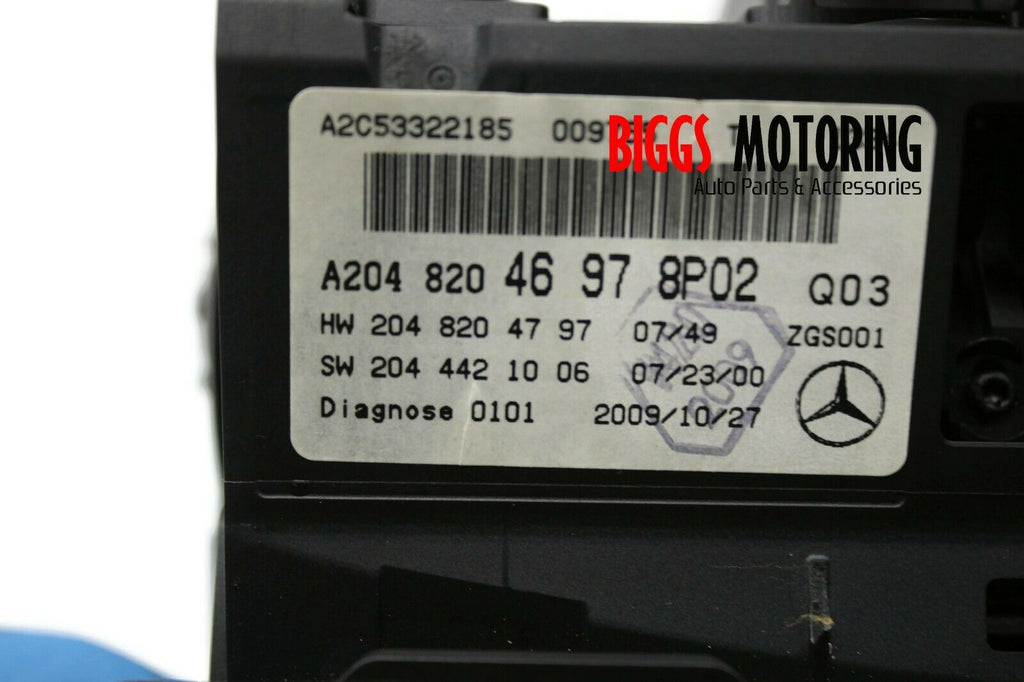 A2C53322185
BIGGS MOTORING
Auto Parts & Accessories
A204 820 46 97 8P02 Q03
HW 204 820 47 97 07/49 ZGS001
SW 204 442 10 06 07/23/00
Diagnose 0101 2009/10/27